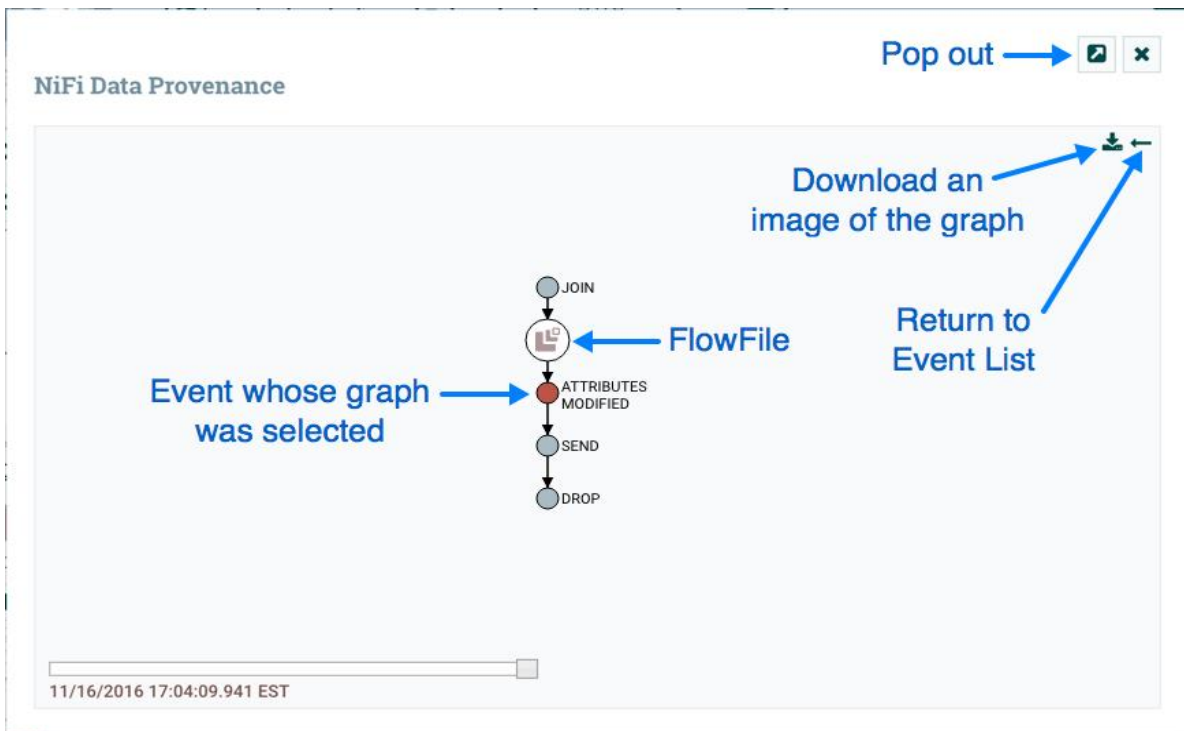 Pop out
NiFi Data Provenance
Download an
image of the graph
JOIN
FlowFile
Return to
Event List
Event whose graph
was selected
ATTRIBUTES
MODIFIED
SEND
DROP
11/16/2016 17:04:09.941 EST